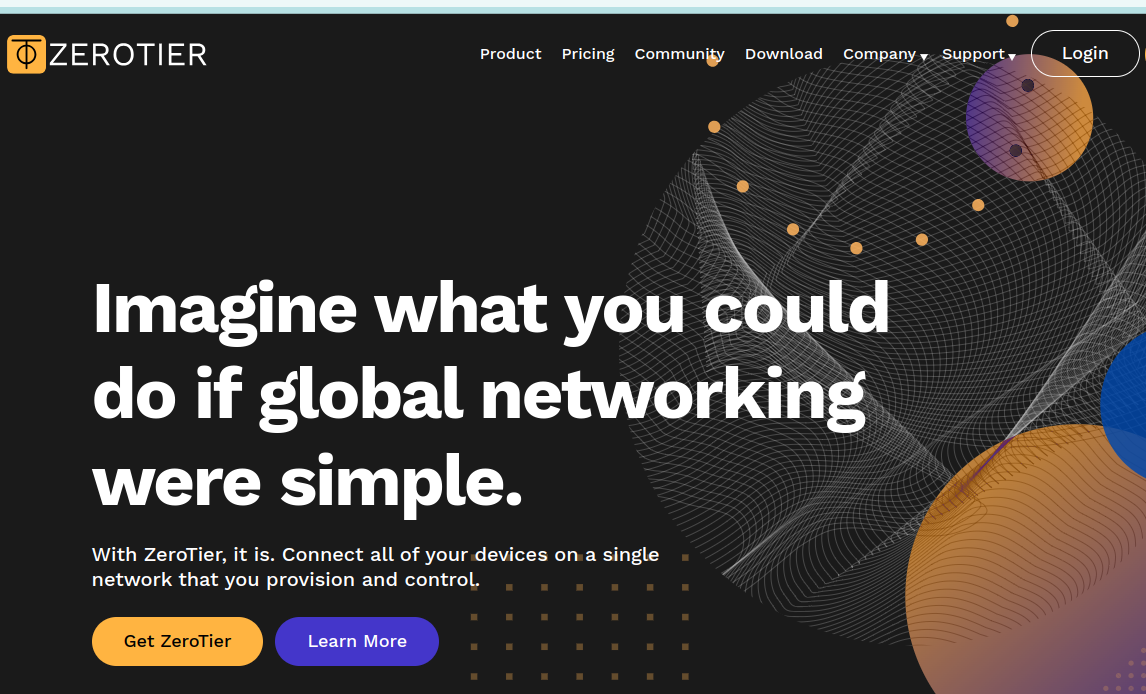 ZEROTIER
Product Pricing Community Download Company Support Login
Imagine what you could
do if global networking
were simple.
With ZeroTier, it is. Connect all of your devices on a single
network that you provision and control.
Get ZeroTier Learn More